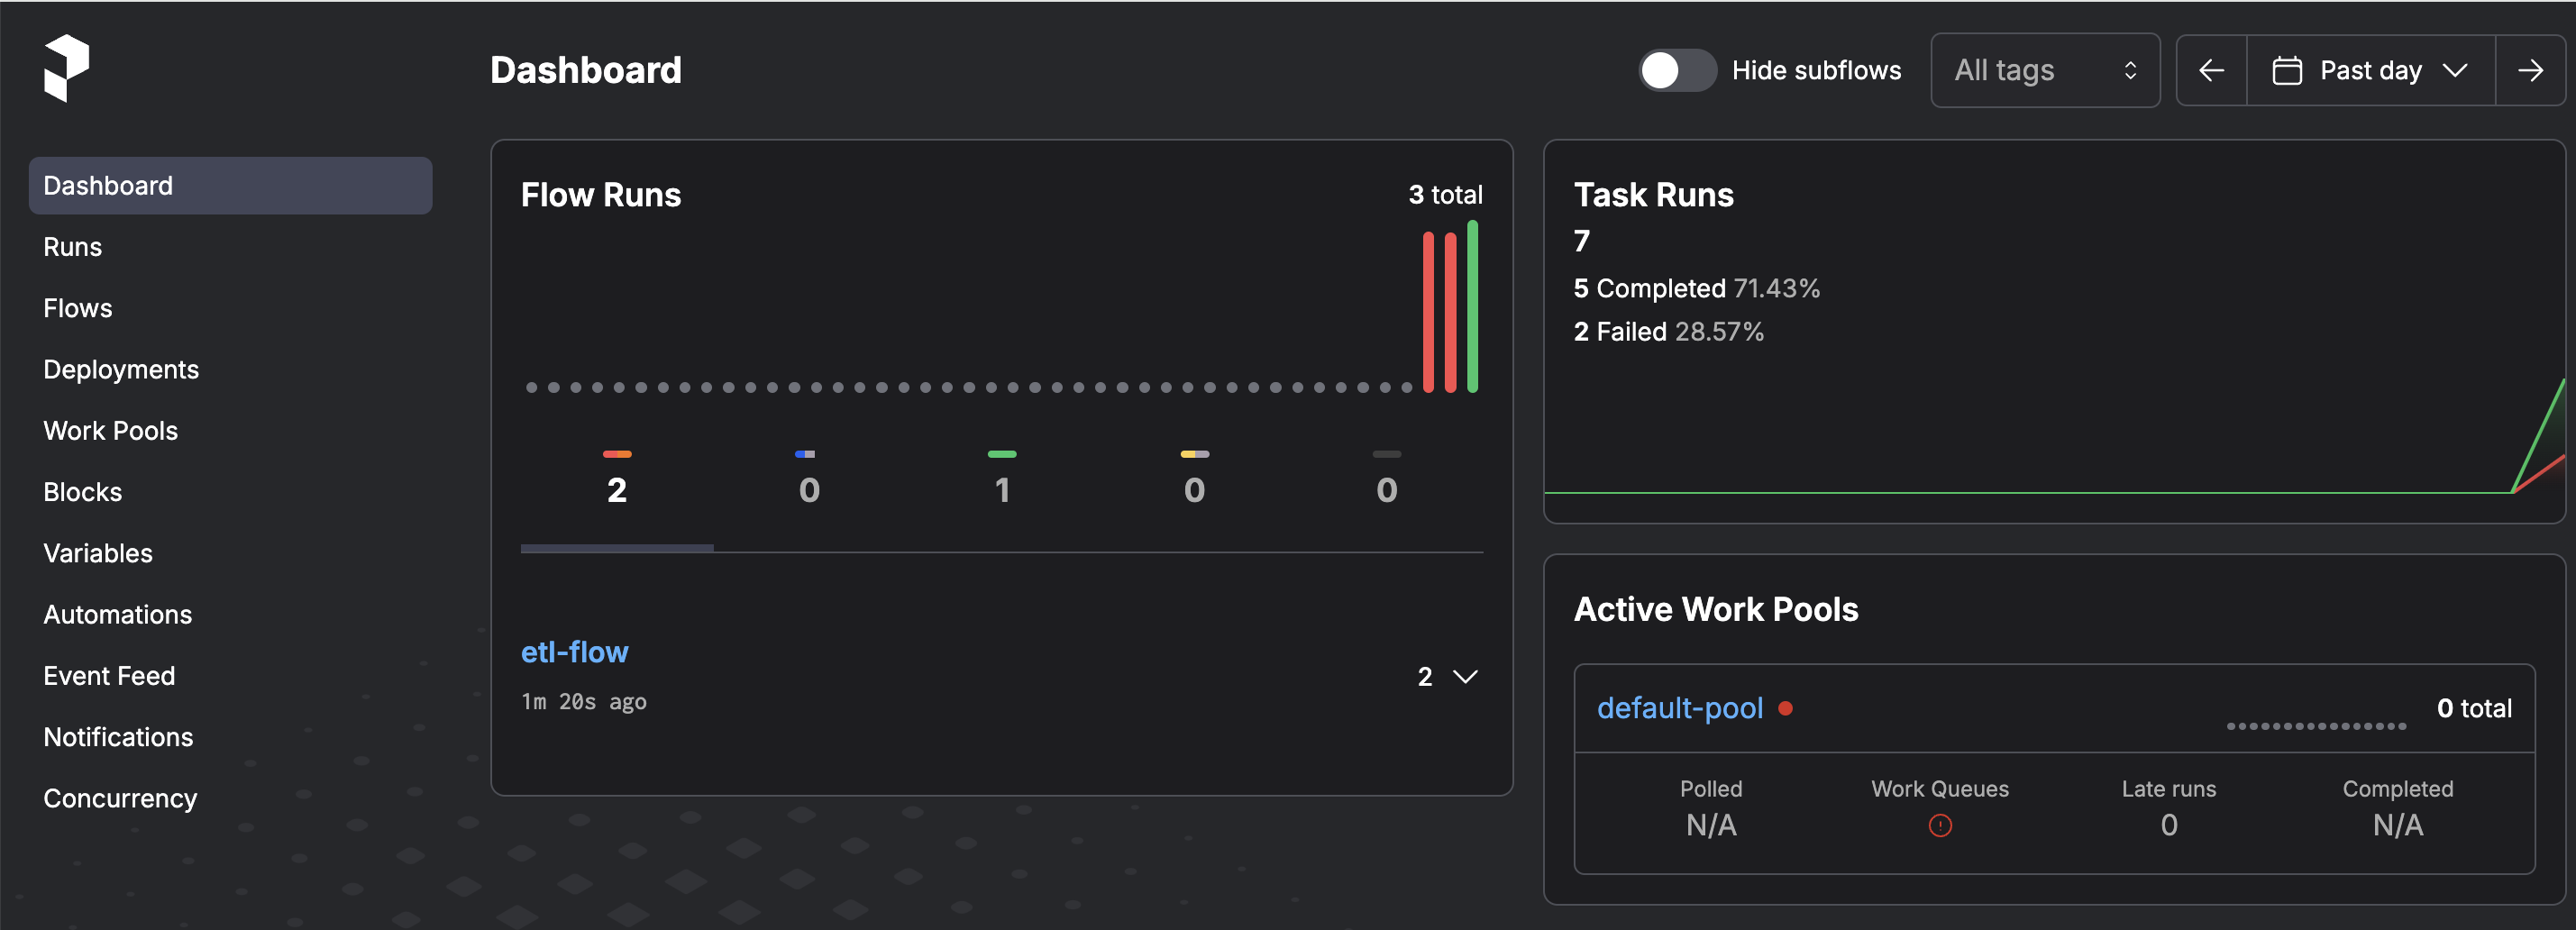 Dashboard
Hide subflows
All tags
Past day
Dashboard
Runs
Flows
Deployments
Work Pools
Blocks
Variables
Automations
Event Feed
Notifications
Concurrency
Flow Runs
3 total
2 0 1 0 0
etl-flow
1m 20s ago
2
Task Runs
7
5 Completed 71.43%
2 Failed 28.57%
Active Work Pools
default-pool
0 total
Polled Work Queues Late runs Completed
N/A 0 N/A